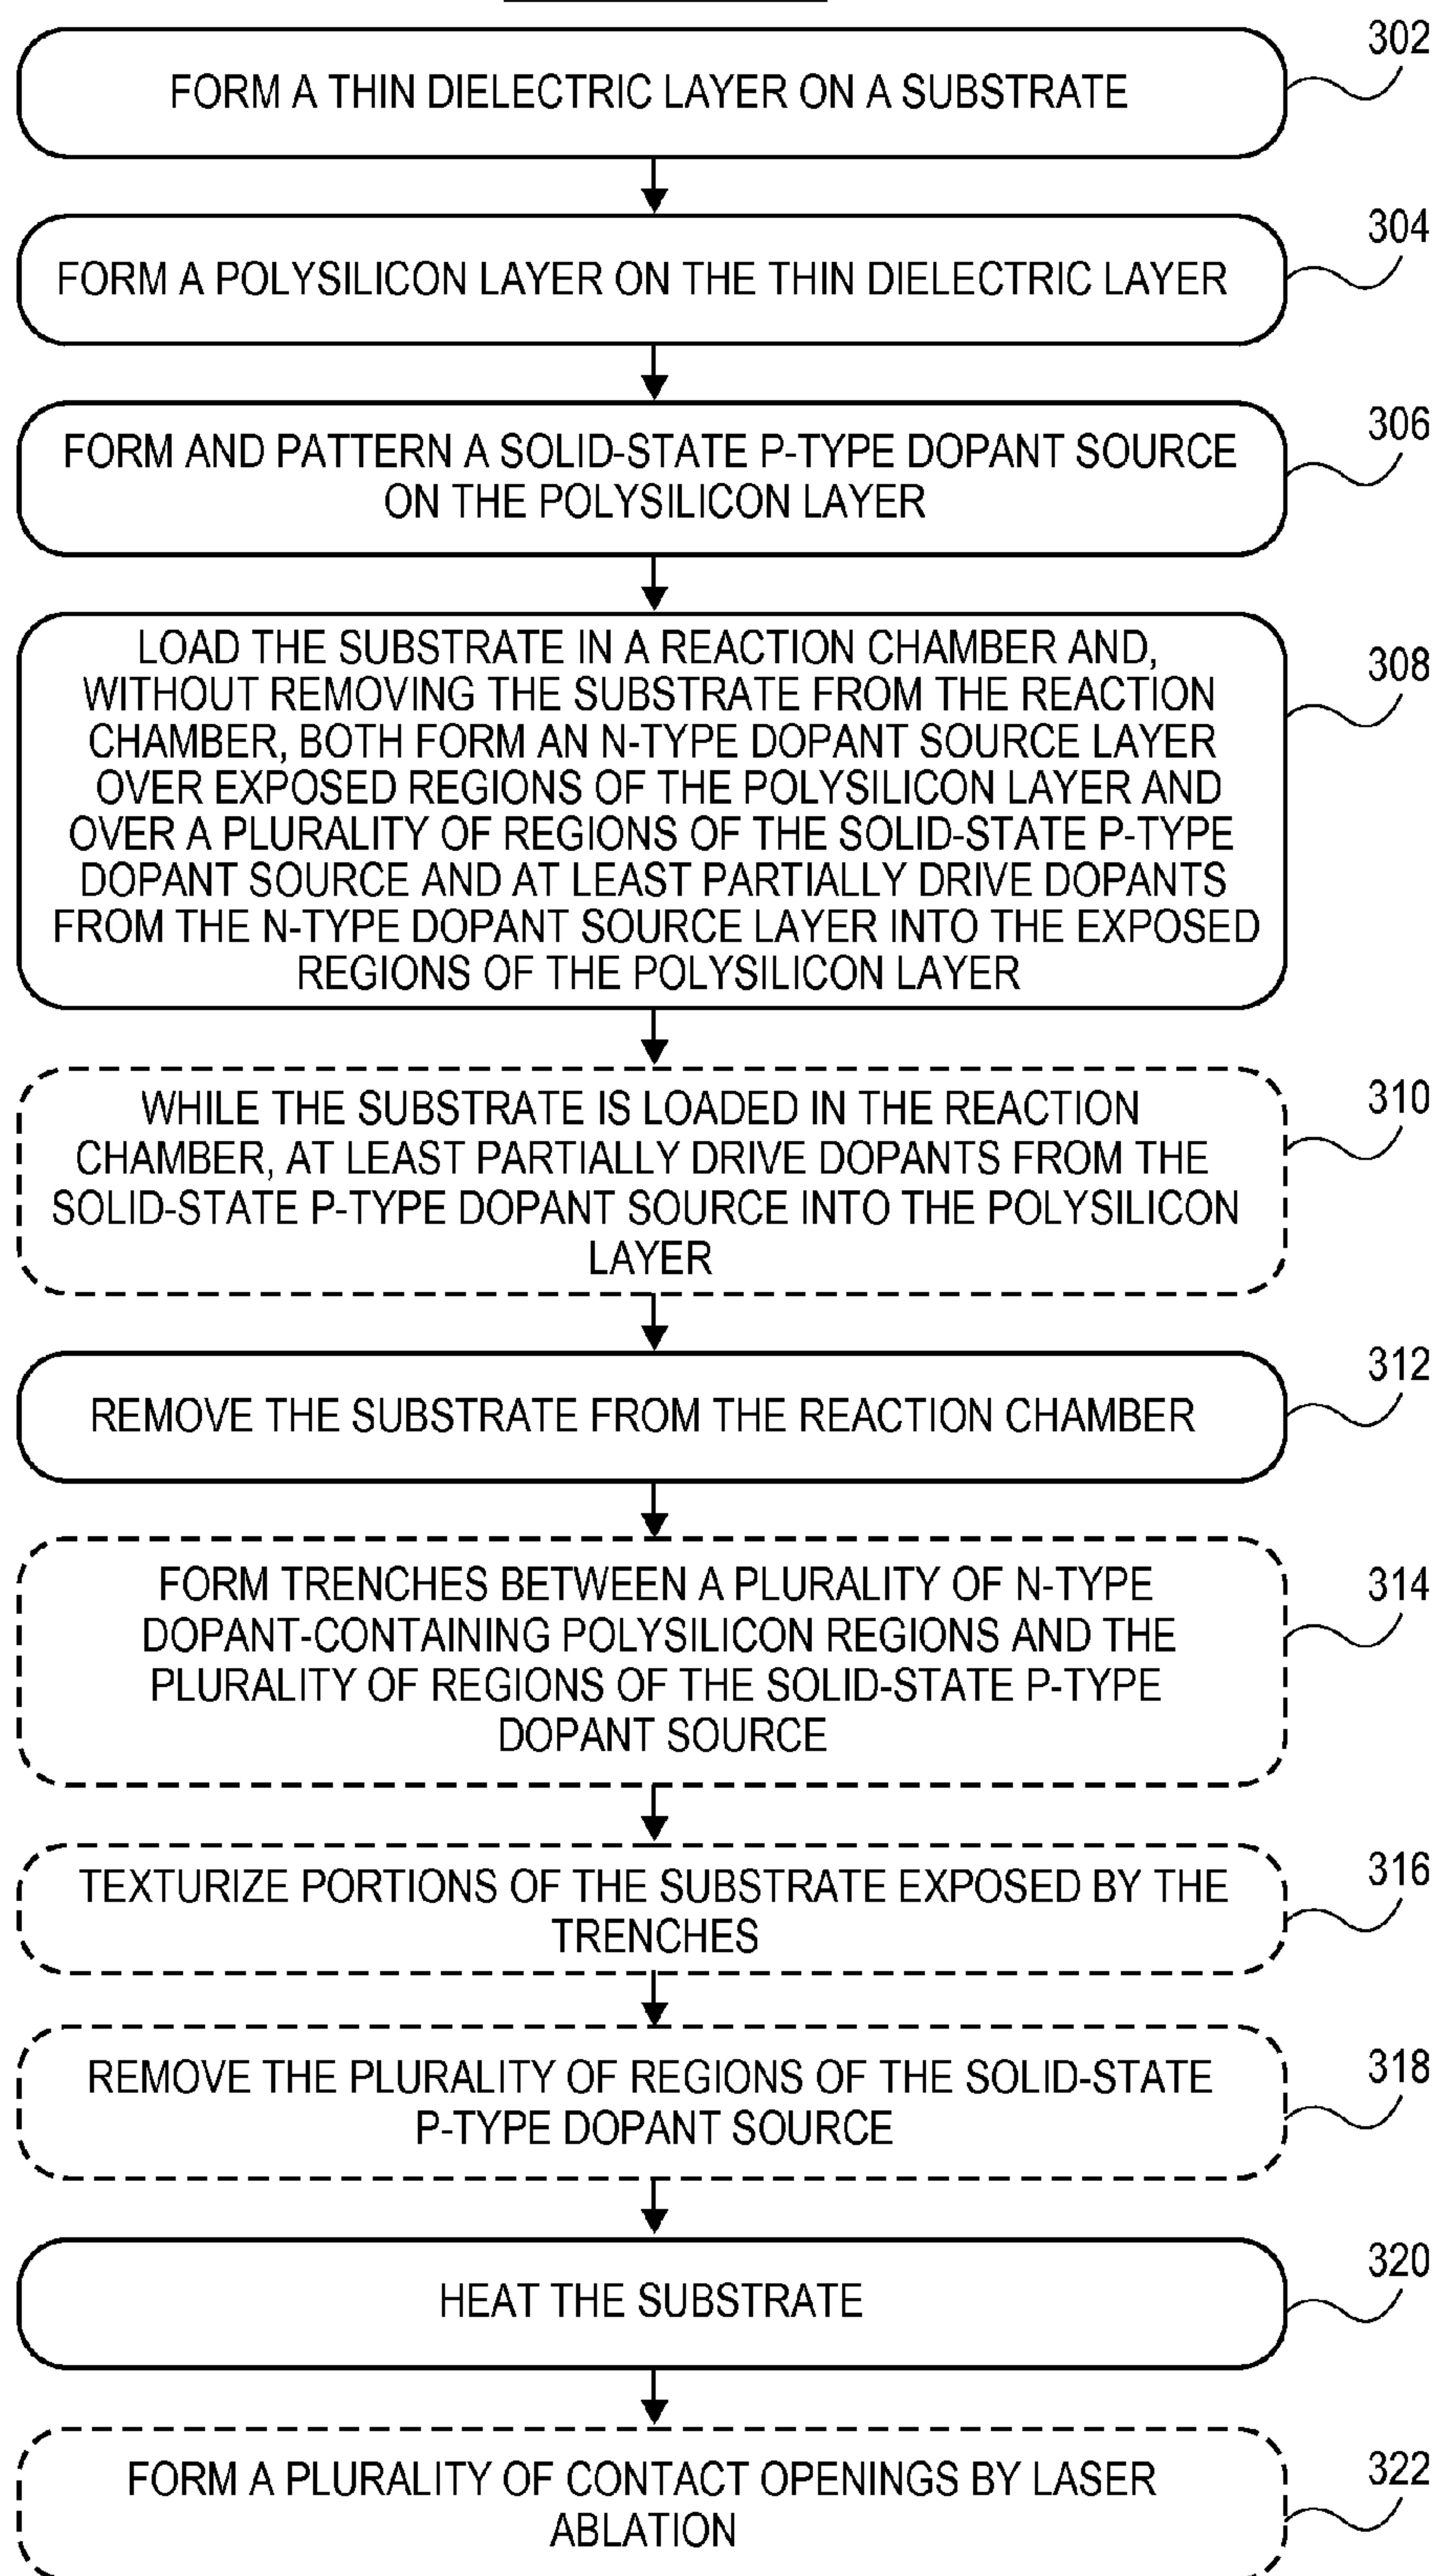 302
FORM A THIN DIELECTRIC LAYER ON A SUBSTRATE
304
FORM A POLYSILICON LAYER ON THE THIN DIELECTRIC LAYER
306
FORM AND PATTERN A SOLID-STATE P-TYPE DOPANT SOURCE
ON THE POLYSILICON LAYER
308
LOAD THE SUBSTRATE IN A REACTION CHAMBER AND,
WITHOUT REMOVING THE SUBSTRATE FROM THE REACTION
CHAMBER, BOTH FORM AN N-TYPE DOPANT SOURCE LAYER
OVER EXPOSED REGIONS OF THE POLYSILICON LAYER AND
OVER A PLURALITY OF REGIONS OF THE SOLID-STATE P-TYPE
DOPANT SOURCE AND AT LEAST PARTIALLY DRIVE DOPANTS
FROM THE N-TYPE DOPANT SOURCE LAYER INTO THE EXPOSED
REGIONS OF THE POLYSILICON LAYER
310
WHILE THE SUBSTRATE IS LOADED IN THE REACTION
CHAMBER, AT LEAST PARTIALLY DRIVE DOPANTS FROM THE
SOLID-STATE P-TYPE DOPANT SOURCE INTO THE POLYSILICON
LAYER
312
REMOVE THE SUBSTRATE FROM THE REACTION CHAMBER
314
FORM TRENCHES BETWEEN A PLURALITY OF N-TYPE
DOPANT-CONTAINING POLYSILICON REGIONS AND THE
PLURALITY OF REGIONS OF THE SOLID-STATE P-TYPE
DOPANT SOURCE
316
TEXTURIZE PORTIONS OF THE SUBSTRATE EXPOSED BY THE
TRENCHES
318
REMOVE THE PLURALITY OF REGIONS OF THE SOLID-STATE
P-TYPE DOPANT SOURCE
320
HEAT THE SUBSTRATE
322
FORM A PLURALITY OF CONTACT OPENINGS BY LASER
ABLATION